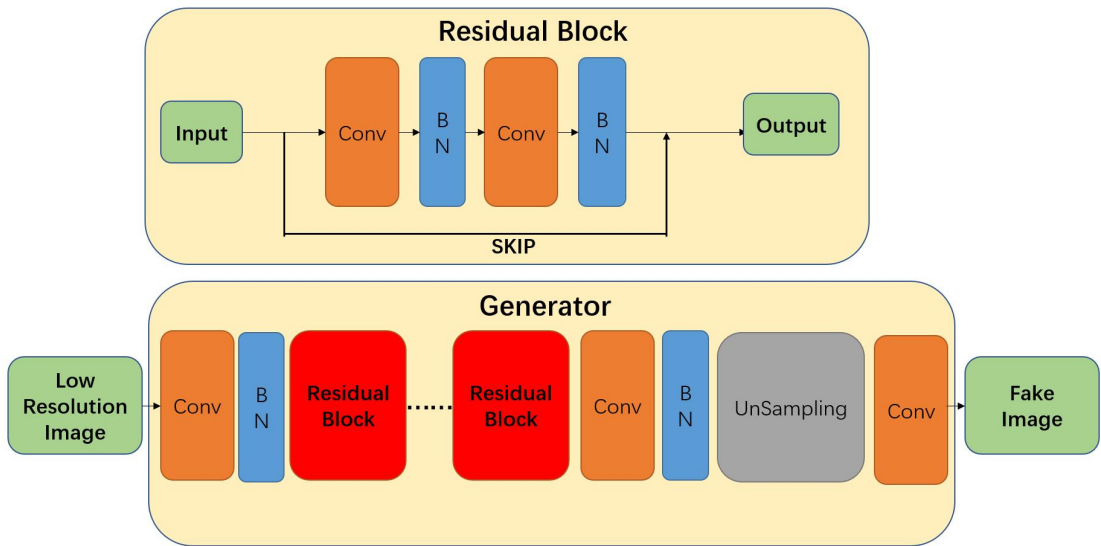 Residual Block
Input
Conv
B
N
Conv
B
N
Output
SKIP
Generator
Low
Resolution
Image
Conv
B
N
Residual
Block
Residual
Block
Conv
B
N
UnSampling
Conv
Fake
Image